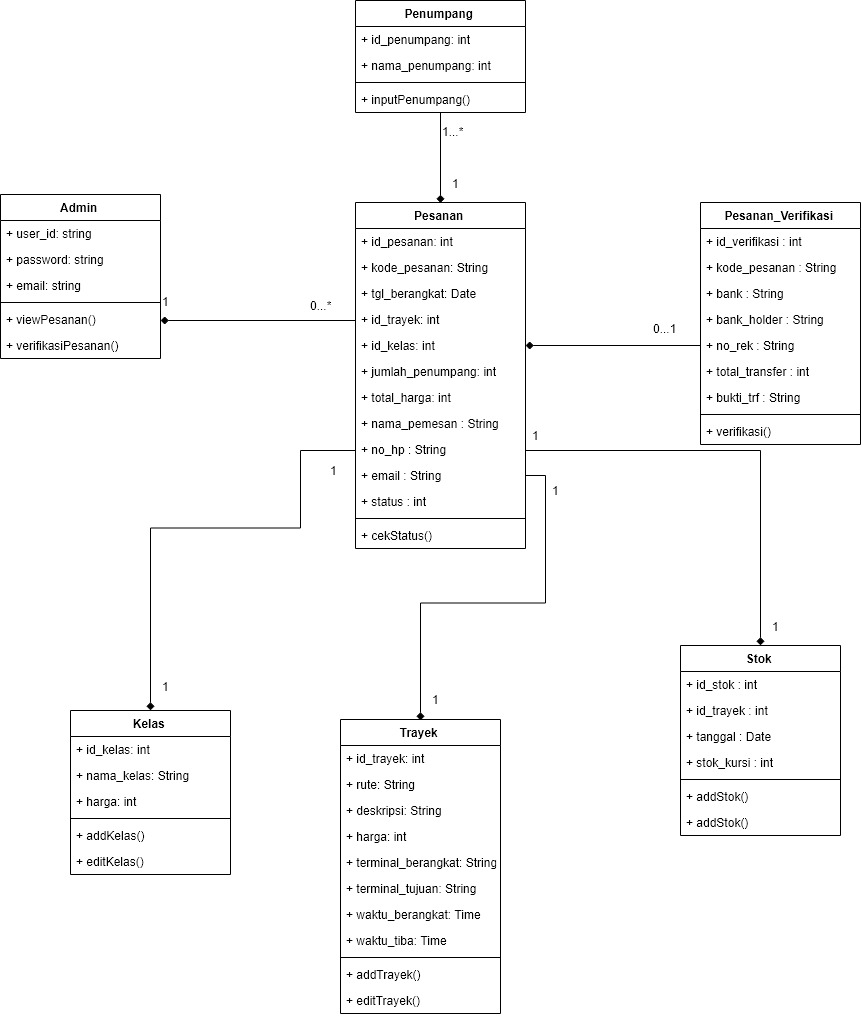 Penumpang
+ id_penumpang: int
+ nama_penumpang: int
+ inputPenumpang()
1...*
1
Admin
+ user_id: string
+ password: string
+ email: string
+ viewPesanan()
+ verifikasiPesanan()
1
0...*
Pesanan
+ id_pesanan: int
+ kode_pesanan: String
+ tgl_berangkat: Date
+ id_trayek: int
+ id_kelas: int
+ jumlah_penumpang: int
+ total_harga: int
+ nama_pemesan : String
+ no_hp : String
+ email : String
+ status : int
+ cekStatus()
0...1
Pesanan_Verifikasi
+ id_verifikasi : int
+ kode_pesanan : String
+ bank : String
+ bank_holder : String
+ no_rek : String
+ total_transfer : int
+ bukti_trf : String
+ verifikasi()
1
1
1
1
Kelas
+ id_kelas: int
+ nama_kelas: String
+ harga: int
+ addKelas()
+ editKelas()
1
Trayek
+ id_trayek: int
+ rute: String
+ deskripsi: String
+ harga: int
+ terminal_berangkat: String
+ terminal_tujuan: String
+ waktu_berangkat: Time
+ waktu_tiba: Time
+ addTrayek()
+ editTrayek()
1
Stok
+ id_stok : int
+ id_trayek : int
+ tanggal : Date
+ stok_kursi : int
+ addStok()
+ addStok()